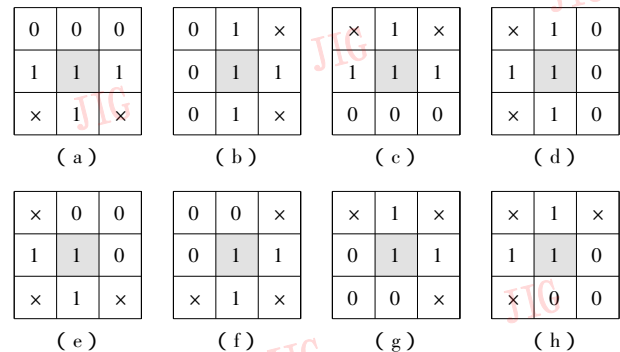 0 0 0 0 1 × × 1 × × 1 0
1 1 1 0 1 1 1 1 1 1 1 0
× 1 × 0 1 × 0 0 0 × 1 0
( a ) ( b ) ( c ) ( d )
× 0 0 0 0 × × 1 × × 1 ×
1 1 0 0 1 1 0 1 1 1 1 0
× 1 × × 1 × 0 0 × × 0 0
( e ) ( f ) ( g ) ( h )
JIG
JIG
JIG